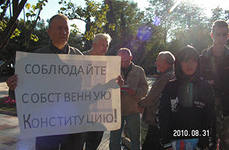 СОБЛЮДАЙТЕ
СОБСТВЕННУЮ
КОНСТИТУЦИЮ!
2010.08.31